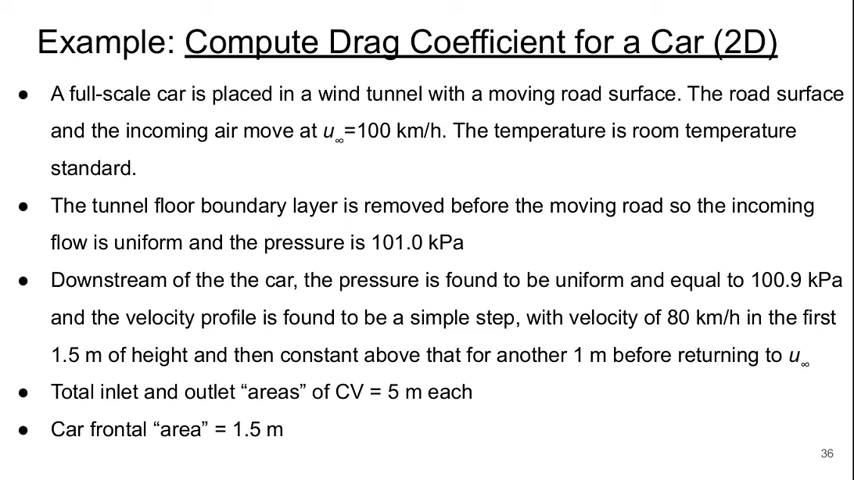 Example: Compute Drag Coefficient for a Car (2D)
● A full-scale car is placed in a wind tunnel with a moving road surface. The road surface
and the incoming air move at u∞=100 km/h. The temperature is room temperature
standard.
● The tunnel floor boundary layer is removed before the moving road so the incoming
flow is uniform and the pressure is 101.0 kPa
● Downstream of the the car, the pressure is found to be uniform and equal to 100.9 kPa
and the velocity profile is found to be a simple step, with velocity of 80 km/h in the first
1.5 m of height and then constant above that for another 1 m before returning to u∞
● Total inlet and outlet “areas” of CV = 5 m each
● Car frontal “area” = 1.5 m
36